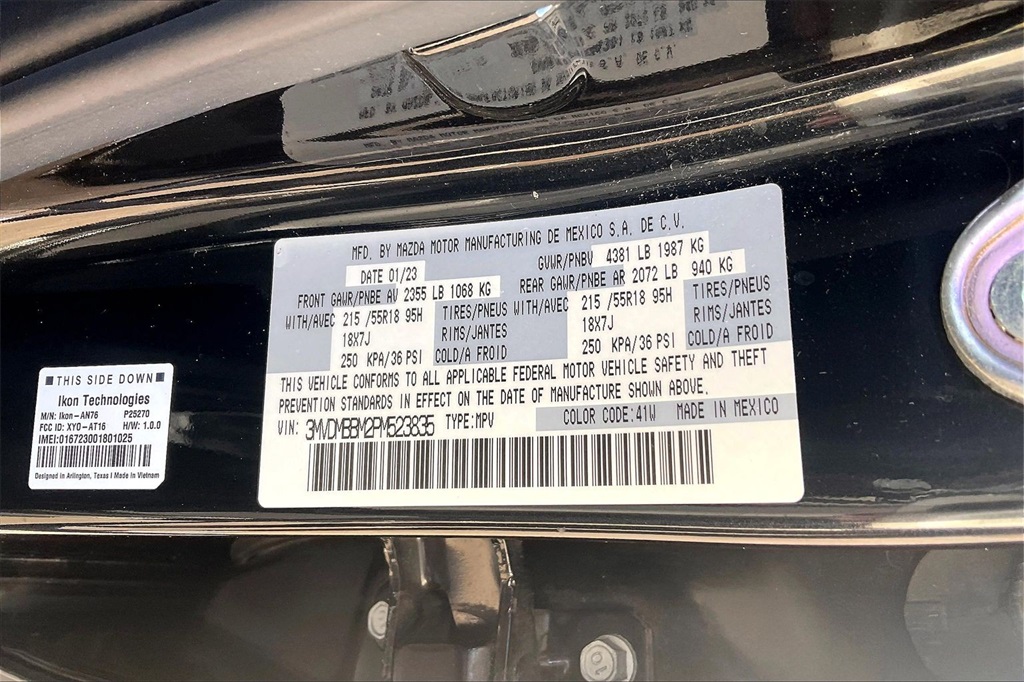 MFD. BY MAZDA MOTOR MANUFACTURING DE MEXICO S.A. DE C.V.
DATE 01/23 GVWR/PNBV 4381 LB 1987 KG
FRONT GAWR/PNBE AV 2355 LB 1068 KG REAR GAWR/PNBE AR 2072 LB 940 KG
WITH/AVEC 215 /55R18 95H TIRES/PNEUS WITH/AVEC 215 /55R18 95H TIRES/PNEUS
18X7J RIMS/JANTES 18X7J RIMS/JANTES
250 KPA/36 PSI COLD/A FROID 250 KPA/36 PSI COLD/A FROID
THIS VEHICLE CONFORMS TO ALL APPLICABLE FEDERAL MOTOR VEHICLE SAFETY AND THEFT
PREVENTION STANDARDS IN EFFECT ON THE DATE OF MANUFACTURE SHOWN ABOVE.
VIN: 3MVDMBBM2PM523835 TYPE:MPV COLOR CODE:41W MADE IN MEXICO
THIS SIDE DOWN
Ikon Technologies
M/N: Ikon-AN76 P25270
FCC ID: XYO-AT16 H/W: 1.0.0
IMEI:016723001801025
Designed in Arlington, Texas I Made in Vietnam